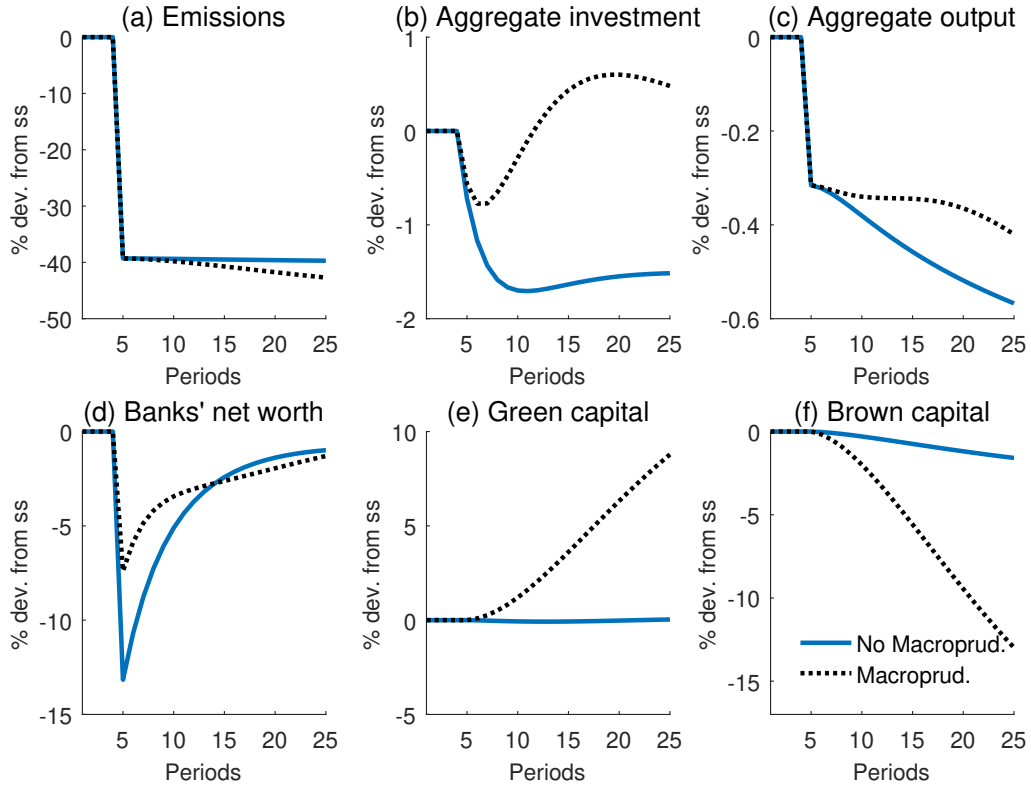 (a) Emissions
0
-10
-20
-30
-40
-50
% dev. from ss
5 10 15 20 25
Periods
(b) Aggregate investment
1
0
-1
-2
% dev. from ss
5 10 15 20 25
Periods
(c) Aggregate output
0
-0.2
-0.4
-0.6
% dev. from ss
5 10 15 20 25
Periods
(d) Banks' net worth
0
-5
-10
-15
% dev. from ss
5 10 15 20 25
Periods
(e) Green capital
10
5
0
-5
% dev. from ss
5 10 15 20 25
Periods
(f) Brown capital
0
-5
-10
-15
% dev. from ss
No Macroprud.
Macroprud.
5 10 15 20 25
Periods